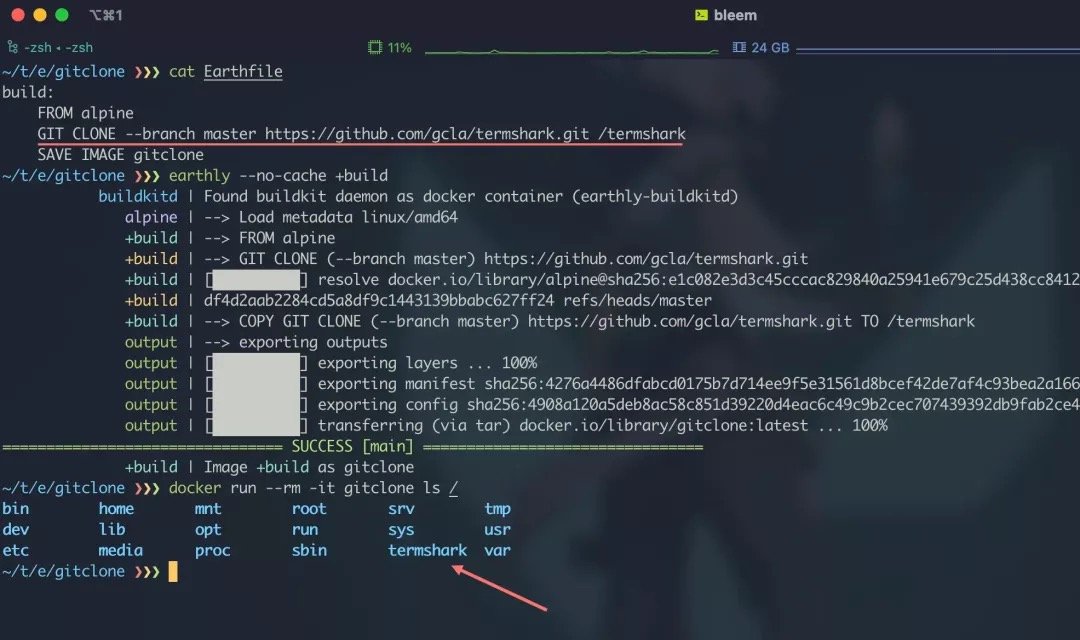 ⌥⌘1
bleem
-zsh • -zsh
11%
24 GB
~/t/e/gitclone ❯❯❯ cat Earthfile
build:
    FROM alpine
    GIT CLONE --branch master https://github.com/gcla/termshark.git /termshark
    SAVE IMAGE gitclone
~/t/e/gitclone ❯❯❯ earthly --no-cache +build
           buildkitd | Found buildkit daemon as docker container (earthly-buildkitd)
              alpine | --> Load metadata linux/amd64
              +build | --> FROM alpine
              +build | --> GIT CLONE (--branch master) https://github.com/gcla/termshark.git
              +build | [          ] resolve docker.io/library/alpine@sha256:e1c082e3d3c45cccac829840a25941e679c25d438cc8412
              +build | df4d2aab2284cd5a8df9c1443139bbabc627ff24 refs/heads/master
              +build | --> COPY GIT CLONE (--branch master) https://github.com/gcla/termshark.git TO /termshark
              output | --> exporting outputs
              output | [          ] exporting layers ... 100%
              output | [          ] exporting manifest sha256:4276a4486dfabcd0175b7d714ee9f5e31561d8bcef42de7af4c93bea2a166
              output | [          ] exporting config sha256:4908a120a5deb8ac58c851d39220d4eac6c49c9b2cec707439392db9fab2ce4
              output | [          ] transferring (via tar) docker.io/library/gitclone:latest ... 100%
================================ SUCCESS [main] ================================
              +build | Image +build as gitclone
~/t/e/gitclone ❯❯❯ docker run --rm -it gitclone ls /
bin        home       mnt        root       srv        tmp
dev        lib        opt        run        sys        usr
etc        media      proc       sbin       termshark  var
~/t/e/gitclone ❯❯❯